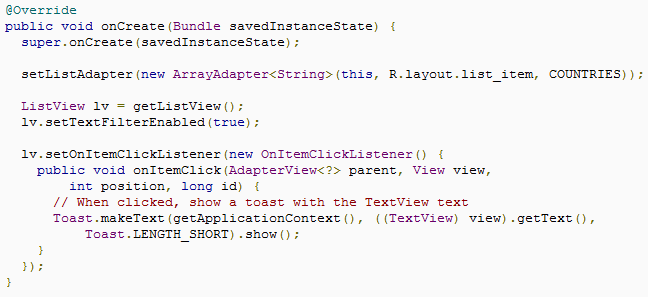 @Override
public void onCreate(Bundle savedInstanceState) {
  super.onCreate(savedInstanceState);

  setListAdapter(new ArrayAdapter<String>(this, R.layout.list_item, COUNTRIES));

  ListView lv = getListView();
  lv.setTextFilterEnabled(true);

  lv.setOnItemClickListener(new OnItemClickListener() {
    public void onItemClick(AdapterView<?> parent, View view,
        int position, long id) {
      // When clicked, show a toast with the TextView text
      Toast.makeText(getApplicationContext(), ((TextView) view).getText(),
          Toast.LENGTH_SHORT).show();
    }
  });
}